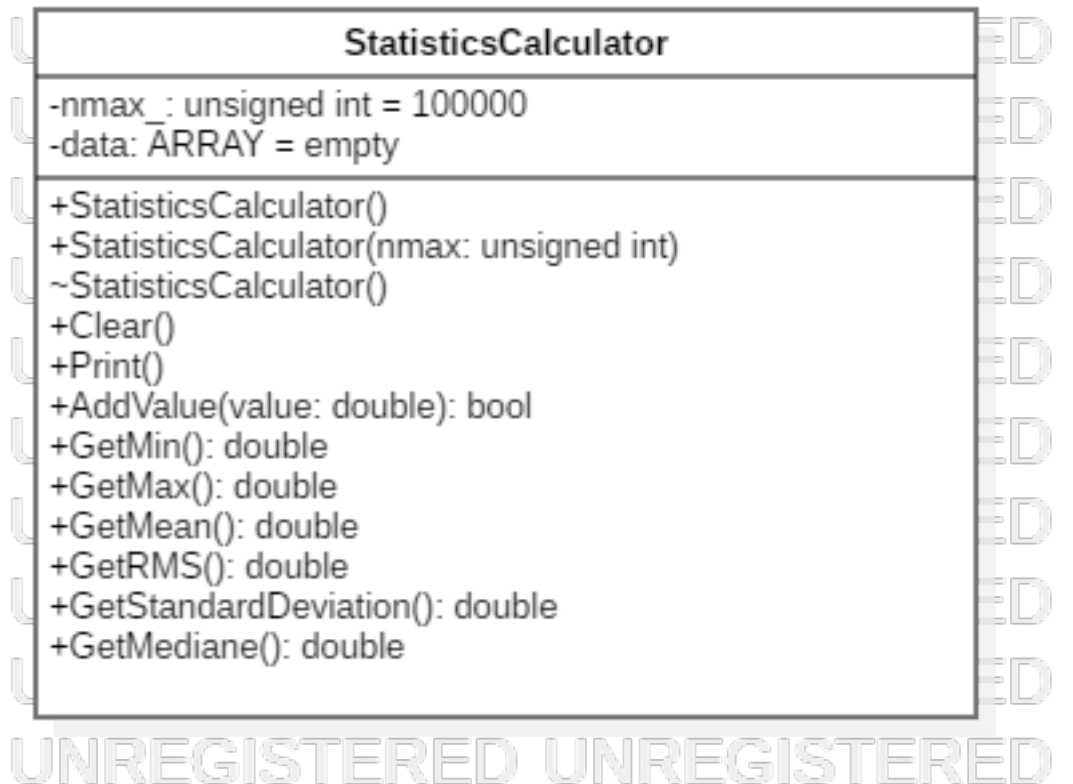 StatisticsCalculator
-nmax_: unsigned int = 100000
-data: ARRAY = empty
+StatisticsCalculator()
+StatisticsCalculator(nmax: unsigned int)
~StatisticsCalculator()
+Clear()
+Print()
+AddValue(value: double): bool
+GetMin(): double
+GetMax(): double
+GetMean(): double
+GetRMS(): double
+GetStandardDeviation(): double
+GetMediane(): double
UNREGISTERED UNREGISTERED